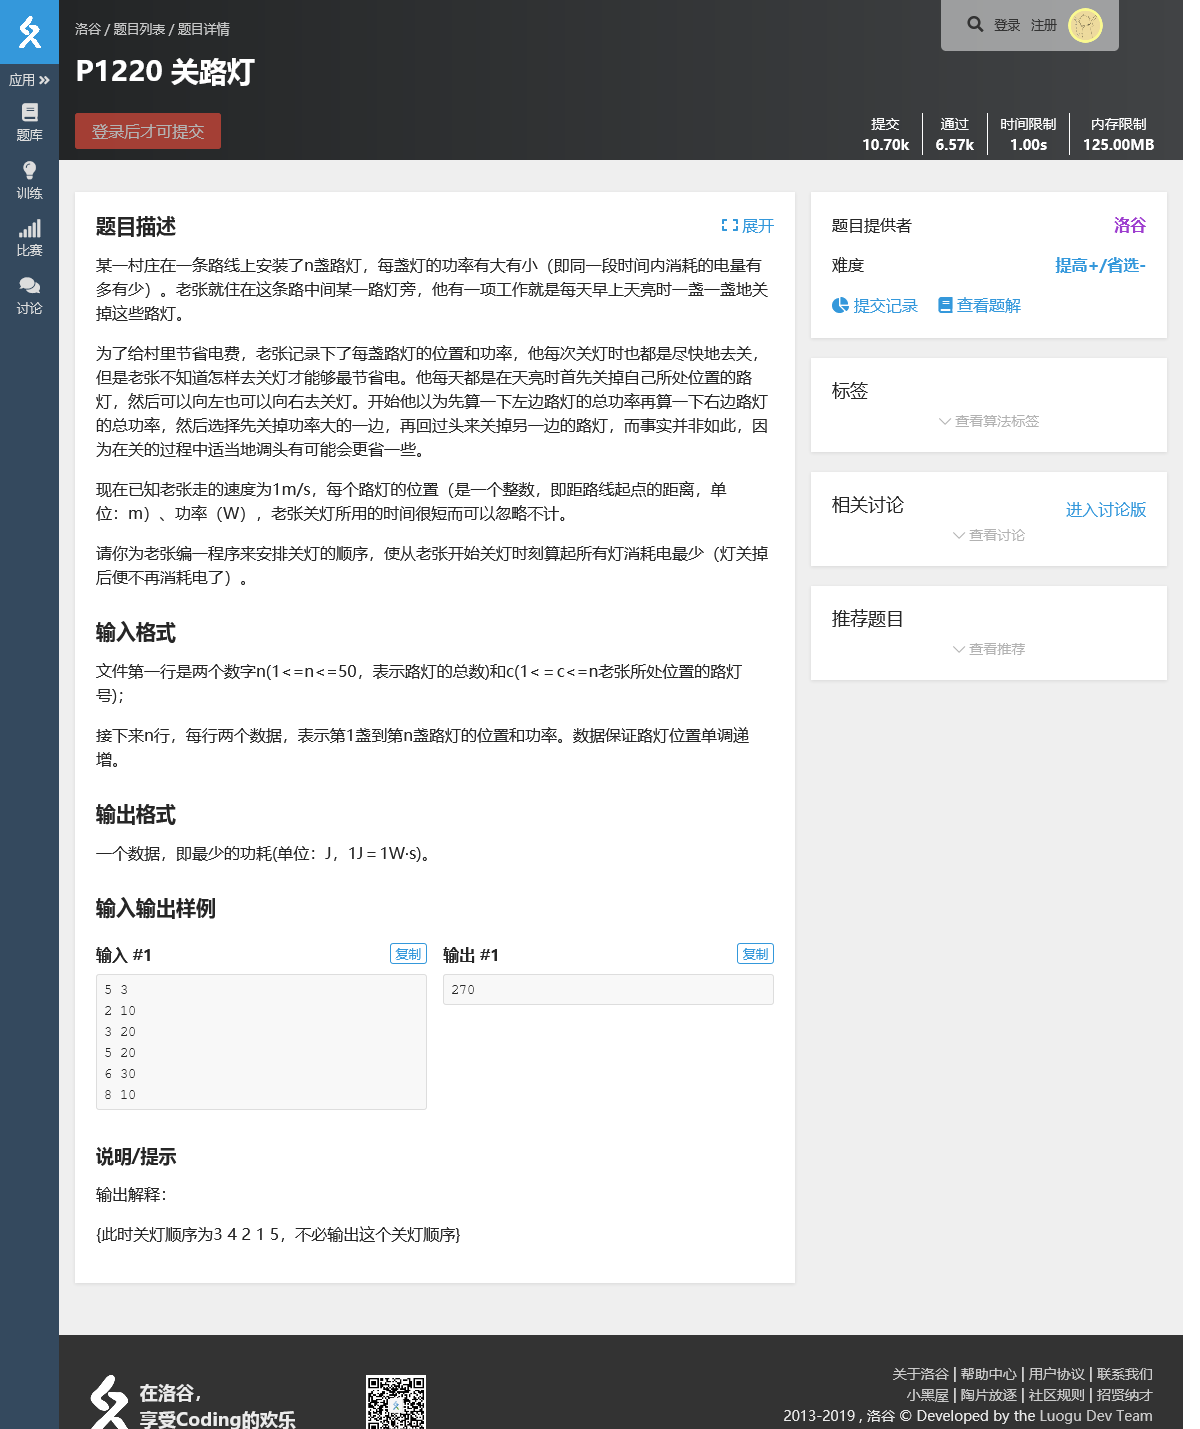 洛谷 / 题目列表 / 题目详情
登录 注册
P1220 关路灯
登录后才可提交
提交 10.70k
通过 6.57k
时间限制 1.00s
内存限制 125.00MB
应用
题库
训练
比赛
讨论
题目描述
展开
某一村庄在一条路线上安装了n盏路灯，每盏灯的功率有大有小（即同一段时间内消耗的电量有
多有少）。老张就住在这条路中间某一路灯旁，他有一项工作就是每天早上天亮时一盏一盏地关
掉这些路灯。
为了给村里节省电费，老张记录下了每盏路灯的位置和功率，他每次关灯时也都是尽快地去关，
但是老张不知道怎样去关灯才能够最节省电。他每天都是在天亮时首先关掉自己所处位置的路
灯，然后可以向左也可以向右去关灯。开始他以为先算一下左边路灯的总功率再算一下右边路灯
的总功率，然后选择先关掉功率大的一边，再回过头来关掉另一边的路灯，而事实并非如此，因
为在关的过程中适当地调头有可能会更省一些。
现在已知老张走的速度为1m/s，每个路灯的位置（是一个整数，即距路线起点的距离，单
位：m）、功率（W），老张关灯所用的时间很短而可以忽略不计。
请你为老张编一程序来安排关灯的顺序，使从老张开始关灯时刻算起所有灯消耗电最少（灯关掉
后便不再消耗电了）。
输入格式
文件第一行是两个数字n(1<=n<=50，表示路灯的总数)和c(1<＝c<=n老张所处位置的路灯
号)；
接下来n行，每行两个数据，表示第1盏到第n盏路灯的位置和功率。数据保证路灯位置单调递
增。
输出格式
一个数据，即最少的功耗(单位：J，1J＝1W·s)。
输入输出样例
输入 #1
复制
5 3
2 10
3 20
5 20
6 30
8 10
输出 #1
复制
270
说明/提示
输出解释：
{此时关灯顺序为3 4 2 1 5，不必输出这个关灯顺序}
题目提供者 洛谷
难度 提高+/省选-
提交记录 查看题解
标签
查看算法标签
相关讨论
进入讨论版
查看讨论
推荐题目
查看推荐
在洛谷，
享受Coding的欢乐
关于洛谷 | 帮助中心 | 用户协议 | 联系我们
小黑屋 | 陶片放逐 | 社区规则 | 招贤纳才
2013-2019 , 洛谷 © Developed by the Luogu Dev Team